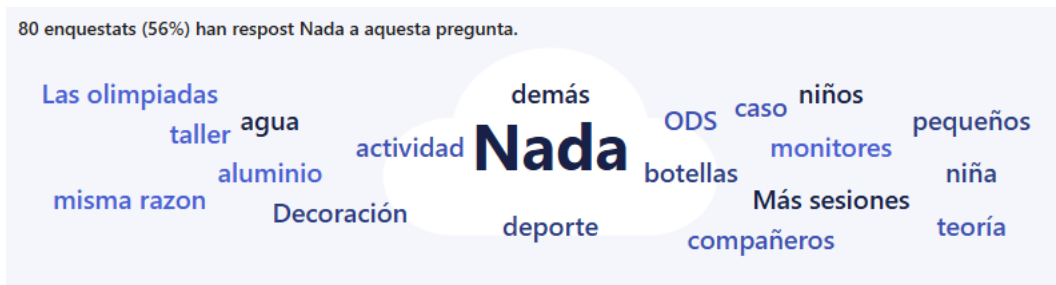 80 enquestats (56%) han respost Nada a aquesta pregunta.
Las olimpiadas
demás
niños
caso
taller
agua
ODS
pequeños
actividad
Nada
monitores
aluminio
botellas
niña
misma razon
Decoración
Más sesiones
deporte
teoría
compañeros